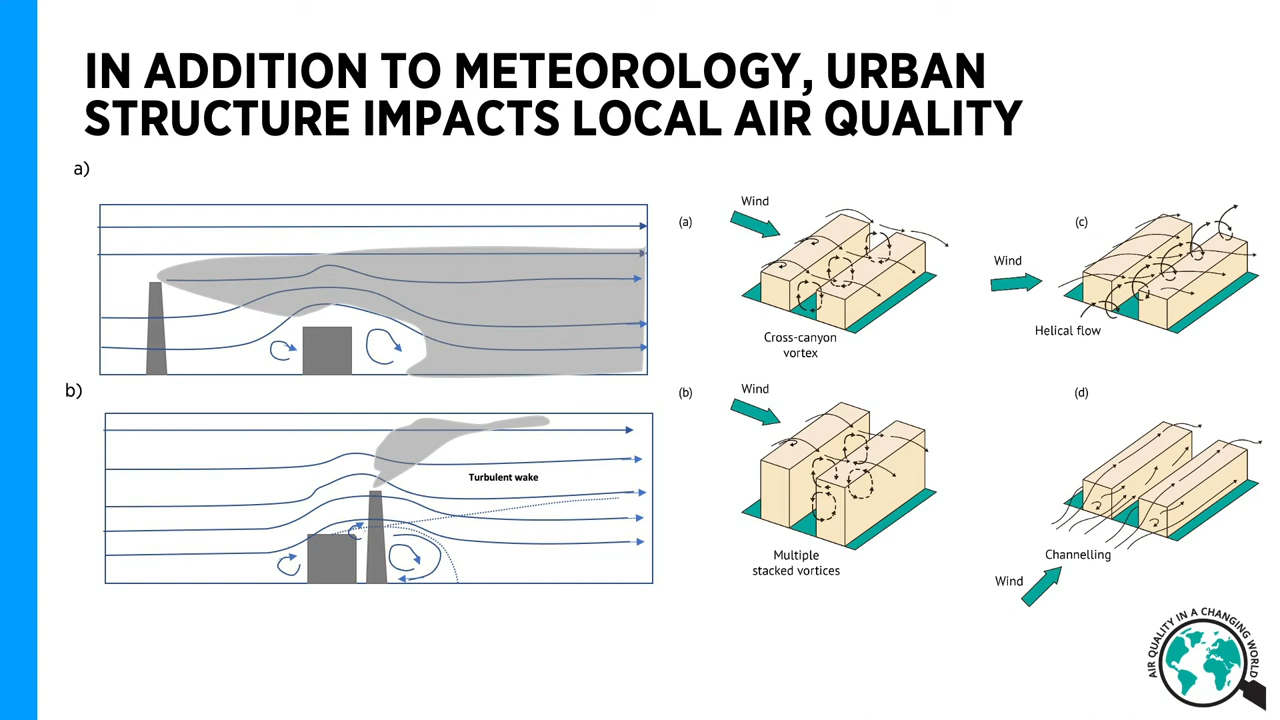 IN ADDITION TO METEOROLOGY, URBAN
STRUCTURE IMPACTS LOCAL AIR QUALITY
a)
b)
Turbulent wake
(a)
Wind
Cross-canyon
vortex
(c)
Wind
Helical flow
(b)
Wind
Multiple
stacked vortices
(d)
Channelling
Wind
AIR QUALITY IN A CHANGING WORLD